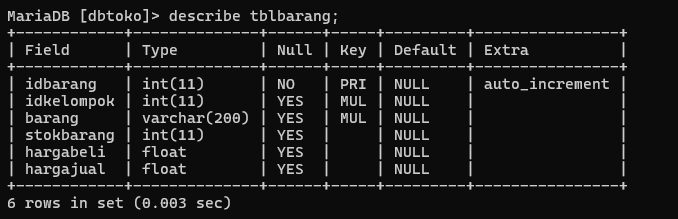 MariaDB [dbtoko]> describe tblbarang;
+------------+--------------+------+-----+---------+----------------+
| Field      | Type         | Null | Key | Default | Extra          |
+------------+--------------+------+-----+---------+----------------+
| idbarang   | int(11)      | NO   | PRI | NULL    | auto_increment |
| idkelompok | int(11)      | YES  | MUL | NULL    |                |
| barang     | varchar(200) | YES  | MUL | NULL    |                |
| stokbarang | int(11)      | YES  |     | NULL    |                |
| hargabeli  | float        | YES  |     | NULL    |                |
| hargajual  | float        | YES  |     | NULL    |                |
+------------+--------------+------+-----+---------+----------------+
6 rows in set (0.003 sec)